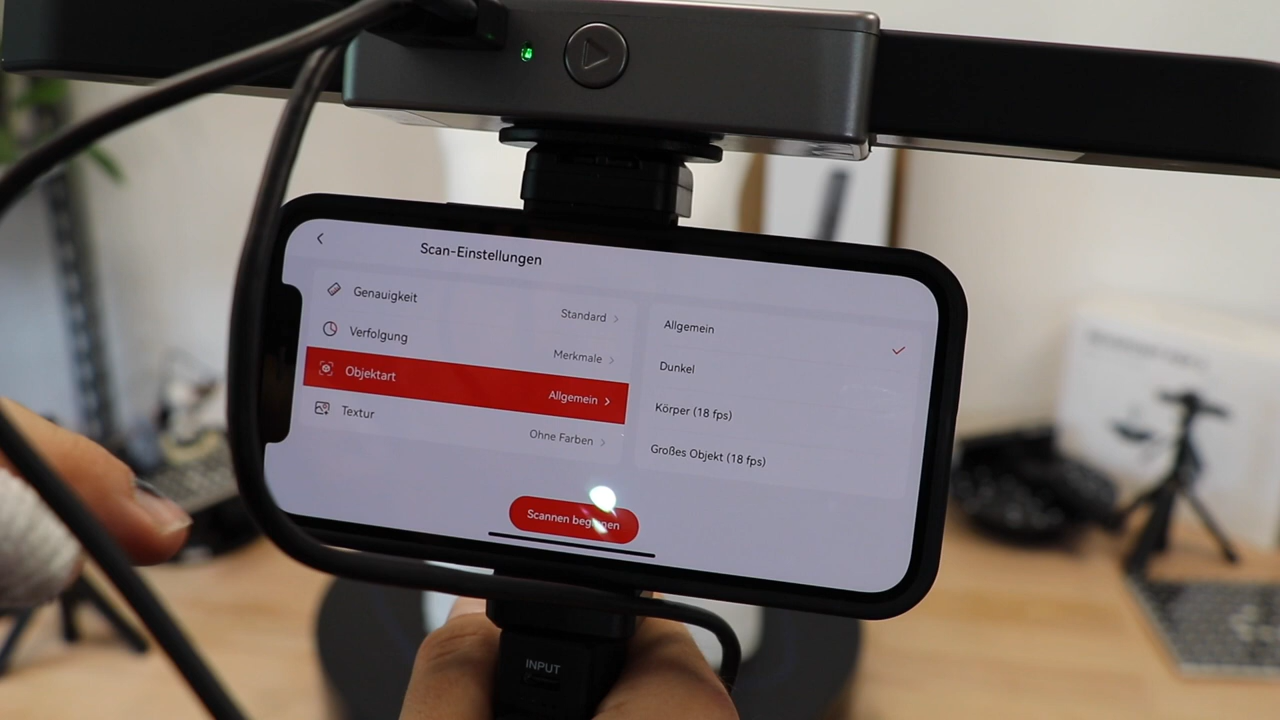 Scan-Einstellungen
Genauigkeit
Standard
Verfolgung
Merkmale
Objektart
Allgemein
Textur
Ohne Farben
Allgemein
Dunkel
Körper (18 fps)
Großes Objekt (18 fps)
Scannen beginnen
INPUT